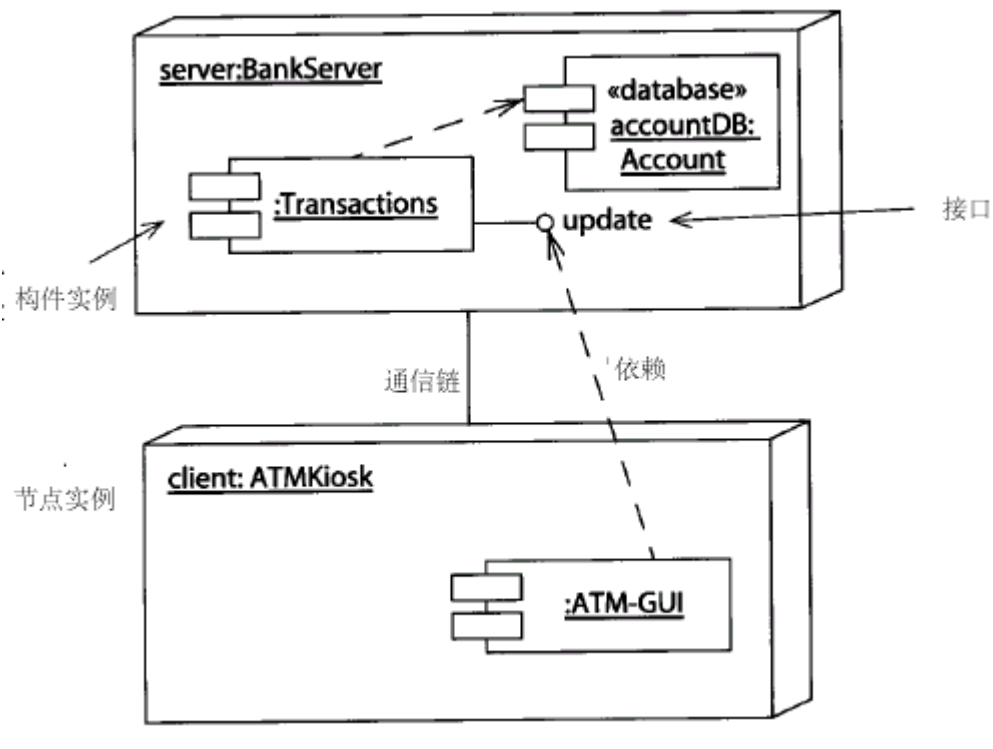 server:BankServer
«database»
accountDB:
Account
:Transactions
update
接口
构件实例
通信链
依赖
client: ATMKiosk
节点实例
:ATM-GUI